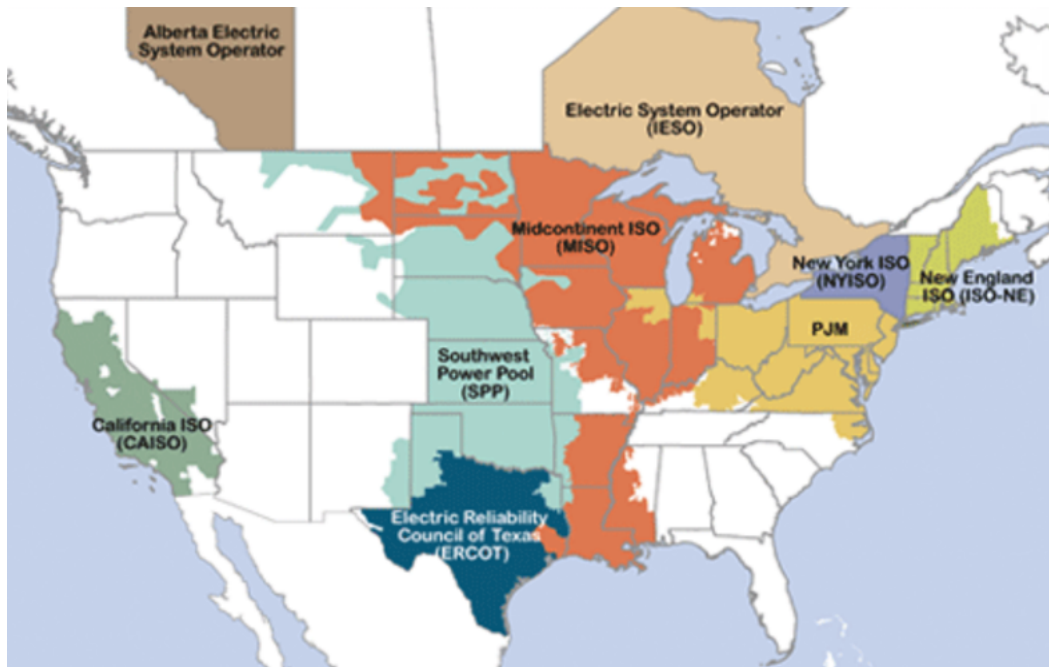 Alberta Electric
System Operator
Electric System Operator
(IESO)
Midcontinent ISO
(MISO)
New York ISO
(NYISO)
New England
ISO (ISO-NE)
PJM
Southwest
Power Pool
(SPP)
California ISO
(CAISO)
Electric Reliability
Council of Texas
(ERCOT)